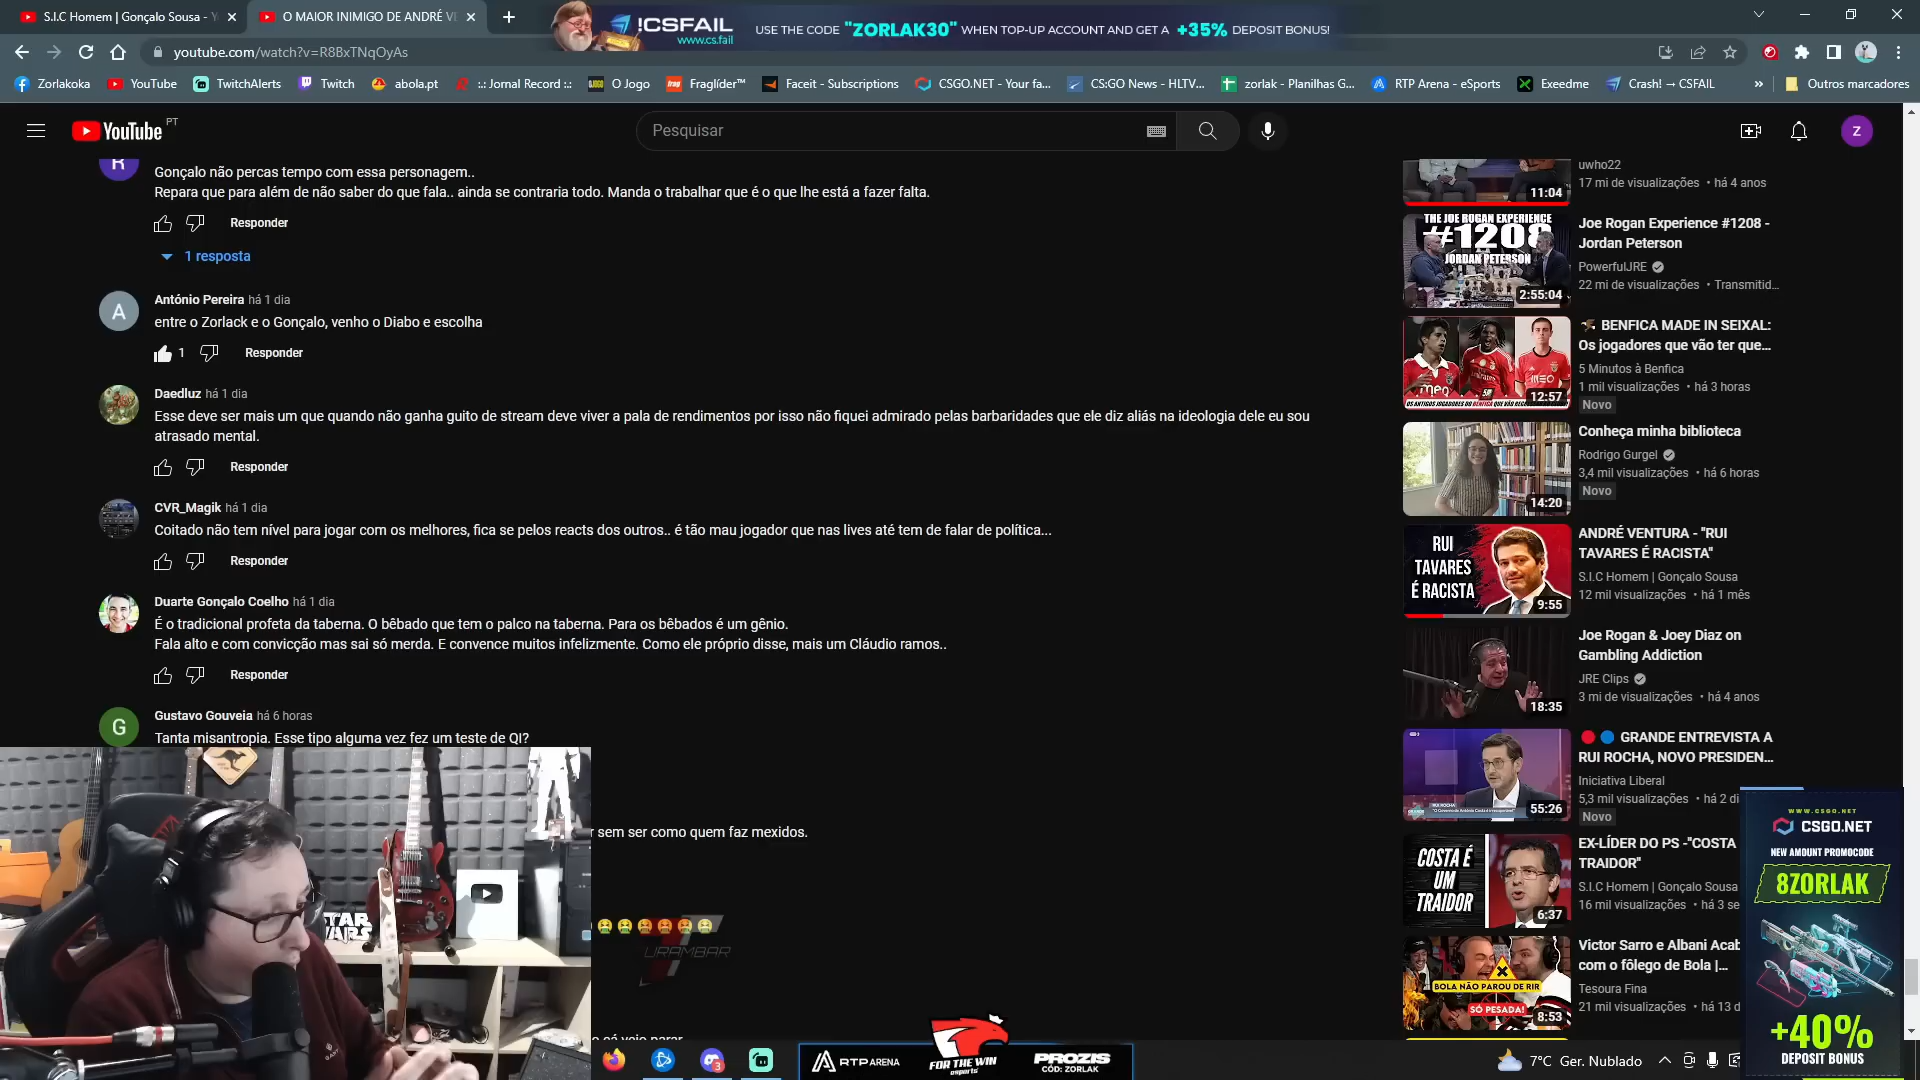 S.I.C Homem | Gonçalo Sousa - Y
O MAIOR INIMIGO DE ANDRÉ VE
!CSFAIL
www.cs.fail
USE THE CODE "ZORLAK30" WHEN TOP-UP ACCOUNT AND GET A +35% DEPOSIT BONUS!
youtube.com/watch?v=R8BxTNqOyAs
Zorlakoka
YouTube
TwitchAlerts
Twitch
abola.pt
::: Jornal Record :::
O Jogo
Fraglíder™
Faceit - Subscriptions
CSGO.NET - Your fa...
CS:GO News - HLTV...
zorlak - Planilhas G...
RTP Arena - eSports
Exeedme
Crash! → CSFAIL
»
Outros marcadores
YouTube PT
Pesquisar
Z
R
Gonçalo não percas tempo com essa personagem..
Repara que para além de não saber do que fala.. ainda se contraria todo. Manda o trabalhar que é o que lhe está a fazer falta.
Responder
1 resposta
A
António Pereira há 1 dia
entre o Zorlack e o Gonçalo, venho o Diabo e escolha
1
Responder
Daedluz há 1 dia
Esse deve ser mais um que quando não ganha guito de stream deve viver a pala de rendimentos por isso não fiquei admirado pelas barbaridades que ele diz aliás na ideologia dele eu sou
atrasado mental.
Responder
CVR_Magik há 1 dia
Coitado não tem nível para jogar com os melhores, fica se pelos reacts dos outros.. é tão mau jogador que nas lives até tem de falar de política...
Responder
Duarte Gonçalo Coelho há 1 dia
É o tradicional profeta da taberna. O bêbado que tem o palco na taberna. Para os bêbados é um gênio.
Fala alto e com convicção mas sai só merda. E convence muitos infelizmente. Como ele próprio disse, mais um Cláudio ramos..
Responder
G
Gustavo Gouveia há 6 horas
Tanta misantropia. Esse tipo alguma vez fez um teste de QI?
r sem ser como quem faz mexidos.
URAMBAR
STAR
WARS
uwho22
17 mi de visualizações • há 4 anos
11:04
THE JOE ROGAN EXPERIENCE
#1208
JORDAN PETERSON
2:55:04
Joe Rogan Experience #1208 -
Jordan Peterson
PowerfulJRE
22 mi de visualizações • Transmitid...
12:57
BENFICA MADE IN SEIXAL:
Os jogadores que vão ter que...
5 Minutos à Benfica
1 mil visualizações • há 3 horas
Novo
14:20
Conheça minha biblioteca
Rodrigo Gurgel
3,4 mil visualizações • há 6 horas
Novo
RUI
TAVARES
É RACISTA
9:55
ANDRÉ VENTURA - "RUI
TAVARES É RACISTA"
S.I.C Homem | Gonçalo Sousa
12 mil visualizações • há 1 mês
18:35
Joe Rogan & Joey Diaz on
Gambling Addiction
JRE Clips
3 mi de visualizações • há 4 anos
55:26
GRANDE ENTREVISTA A
RUI ROCHA, NOVO PRESIDEN...
Iniciativa Liberal
5,3 mil visualizações • há 2 di
Novo
COSTA É
UM
TRAIDOR
6:37
EX-LÍDER DO PS -"COSTA
TRAIDOR"
S.I.C Homem | Gonçalo Sousa
16 mil visualizações • há 3 se
BOLA NÃO PAROU DE RIR
SÓ PESADA!
8:53
Victor Sarro e Albani Acab
com o fôlego de Bola |...
Tesoura Fina
21 mil visualizações • há 13 d
WWW.CSGO.NET
CSGO.NET
NEW AMOUNT PROMOCODE
8ZORLAK
+40%
DEPOSIT BONUS
3
RTP ARENA
FOR THE WIN
esports
PROZIS
CÓD: ZORLAK
7°C Ger. Nublado